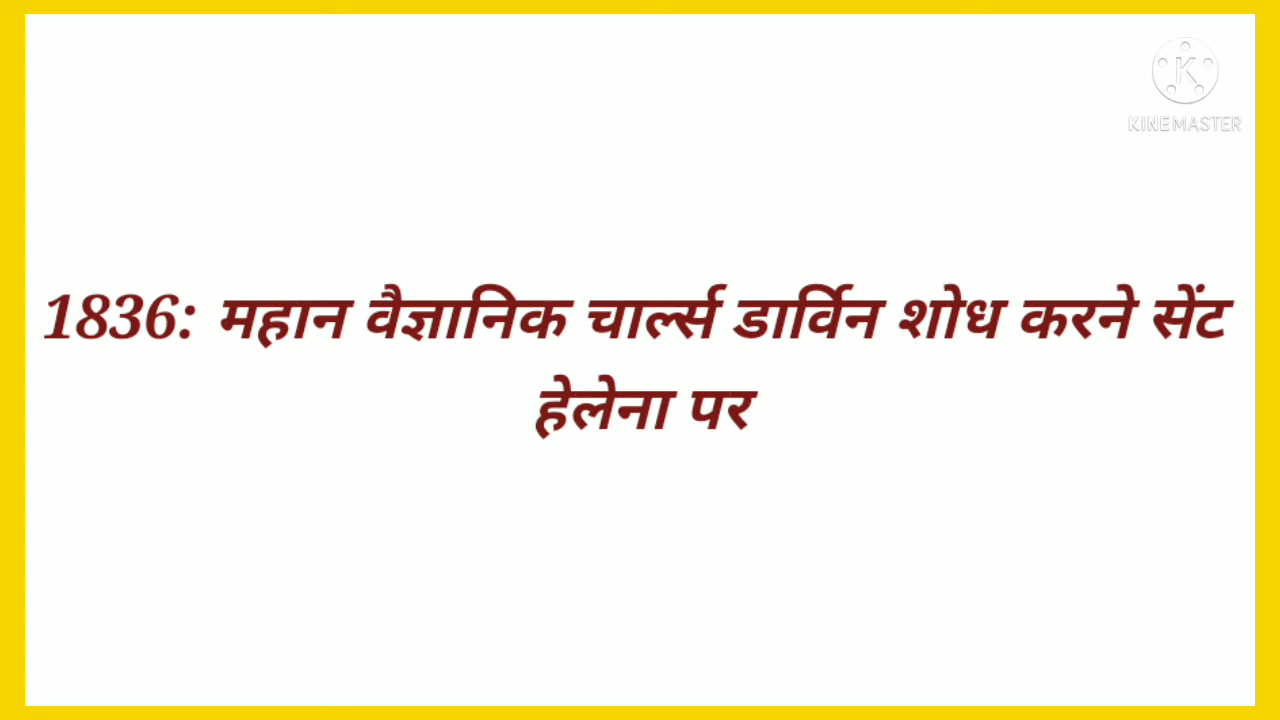 K
KINEMASTER
1836: महान वैज्ञानिक चार्ल्स डार्विन शोध करने सेंट
हेलेना पर